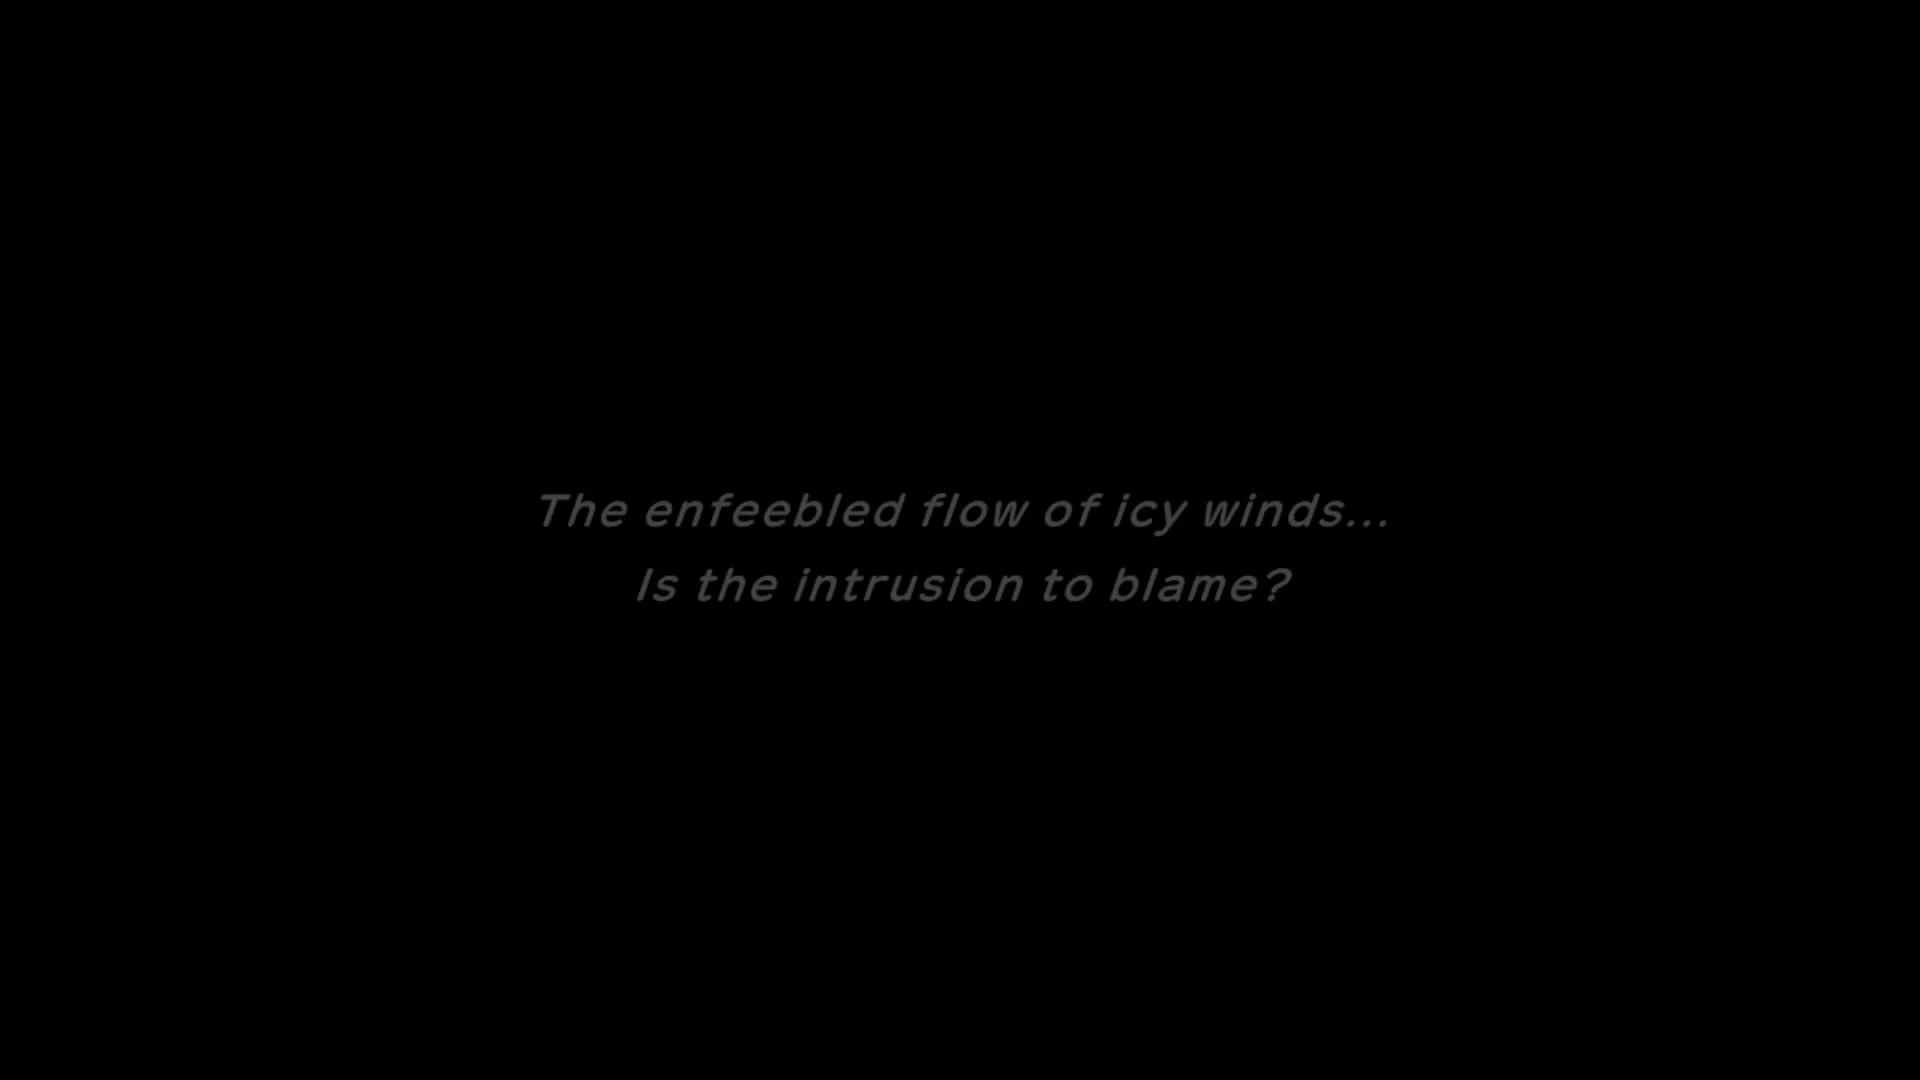 The enfeebled flow of icy winds...
Is the intrusion to blame?